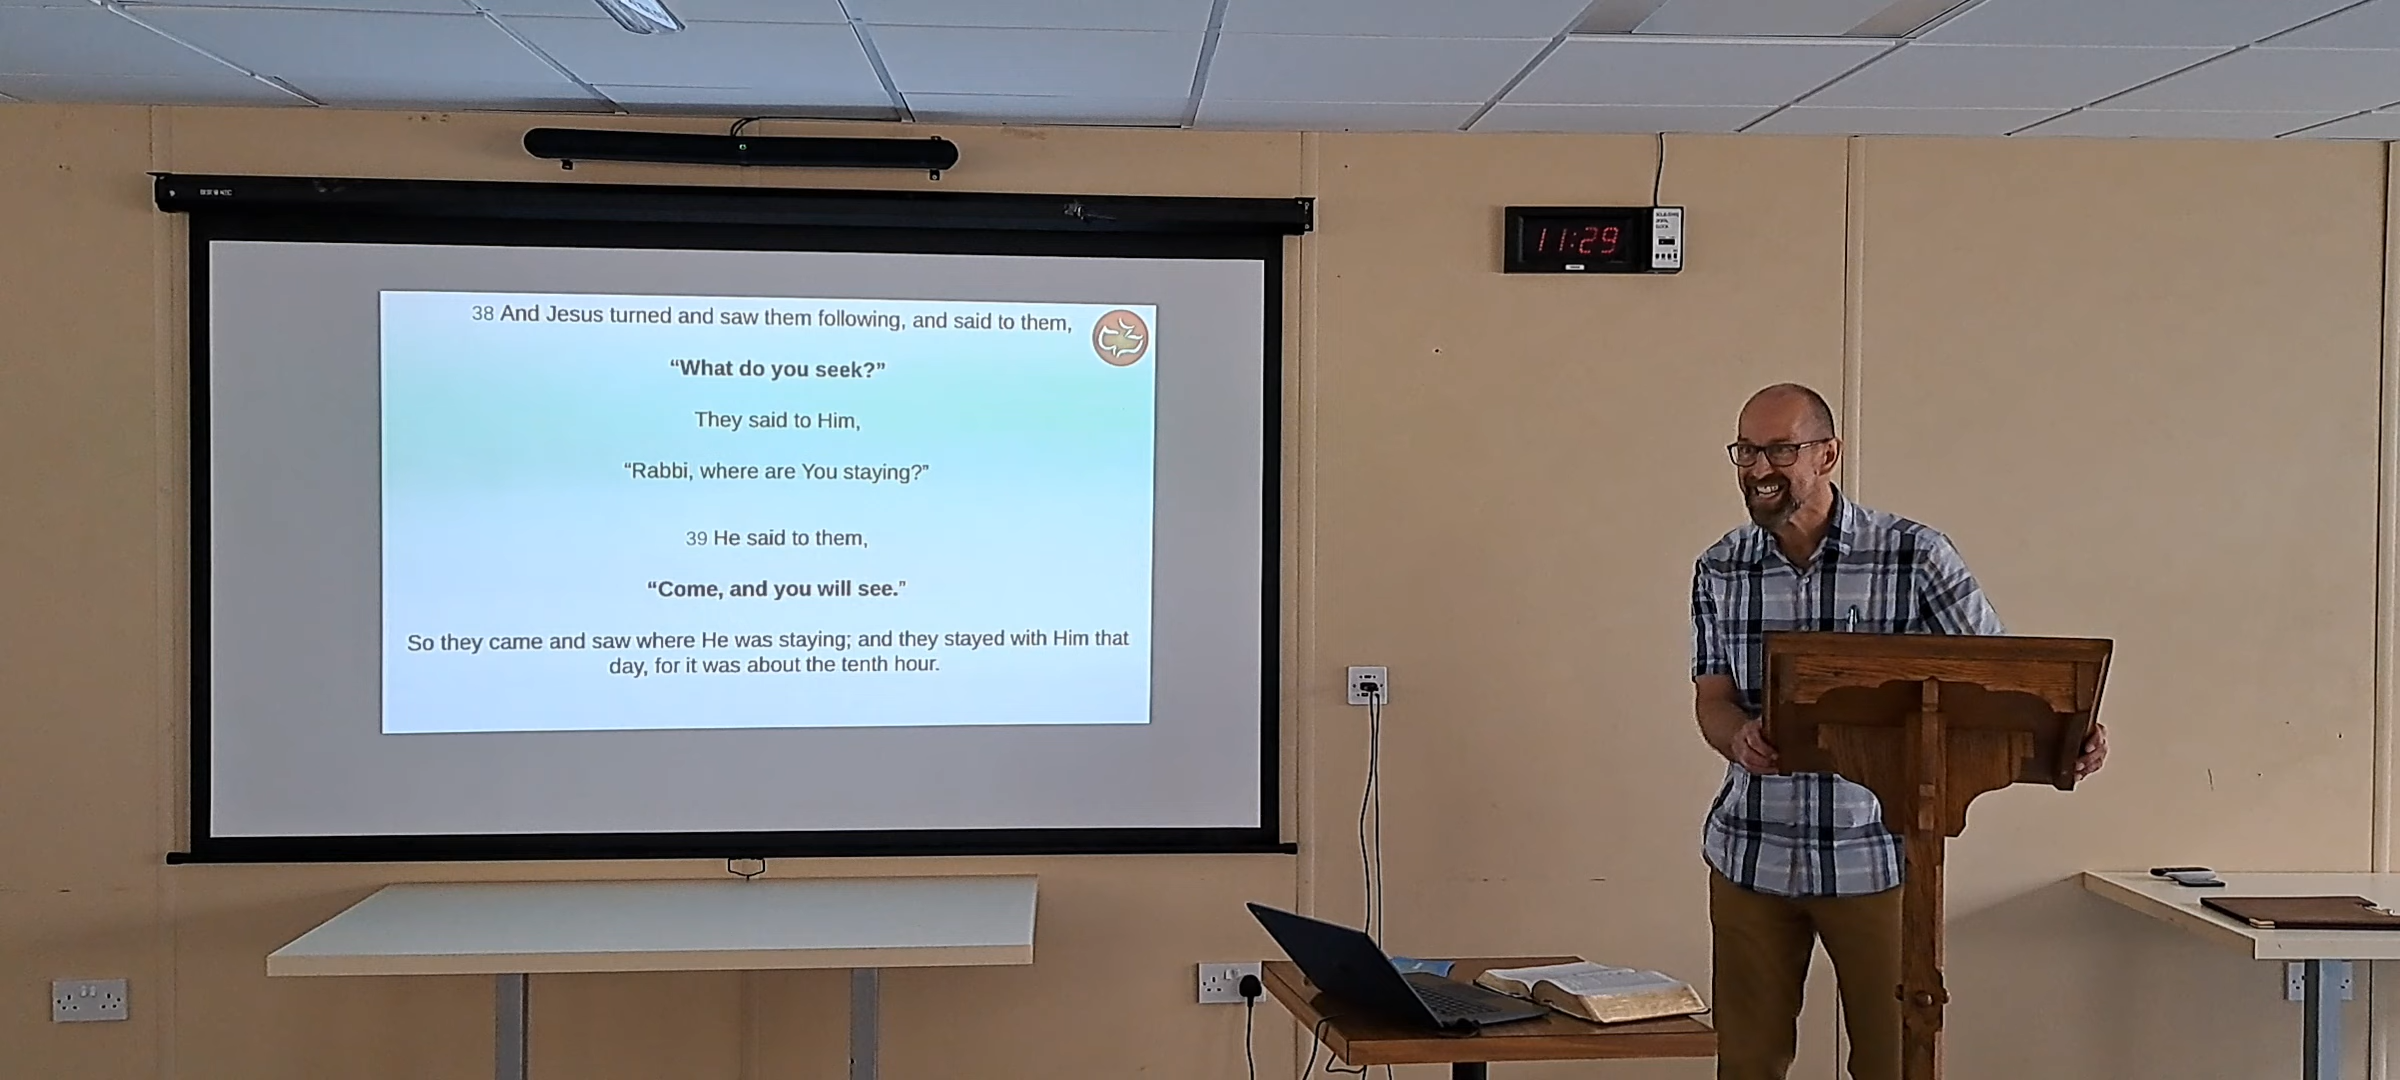 38 And Jesus turned and saw them following, and said to them,
“What do you seek?”
They said to Him,
“Rabbi, where are You staying?”
39 He said to them,
“Come, and you will see.”
So they came and saw where He was staying; and they stayed with Him that
day, for it was about the tenth hour.
11:29